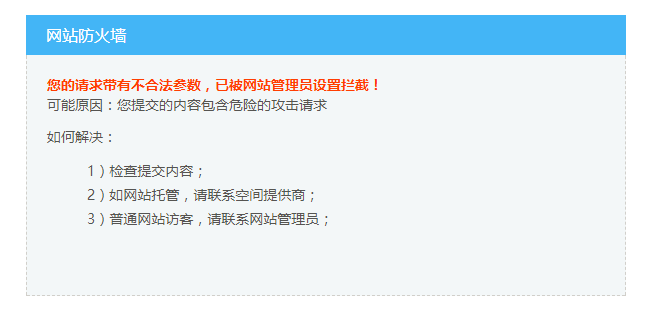 网站防火墙
您的请求带有不合法参数，已被网站管理员设置拦截！
可能原因：您提交的内容包含危险的攻击请求
如何解决：
1）检查提交内容；
2）如网站托管，请联系空间提供商；
3）普通网站访客，请联系网站管理员；